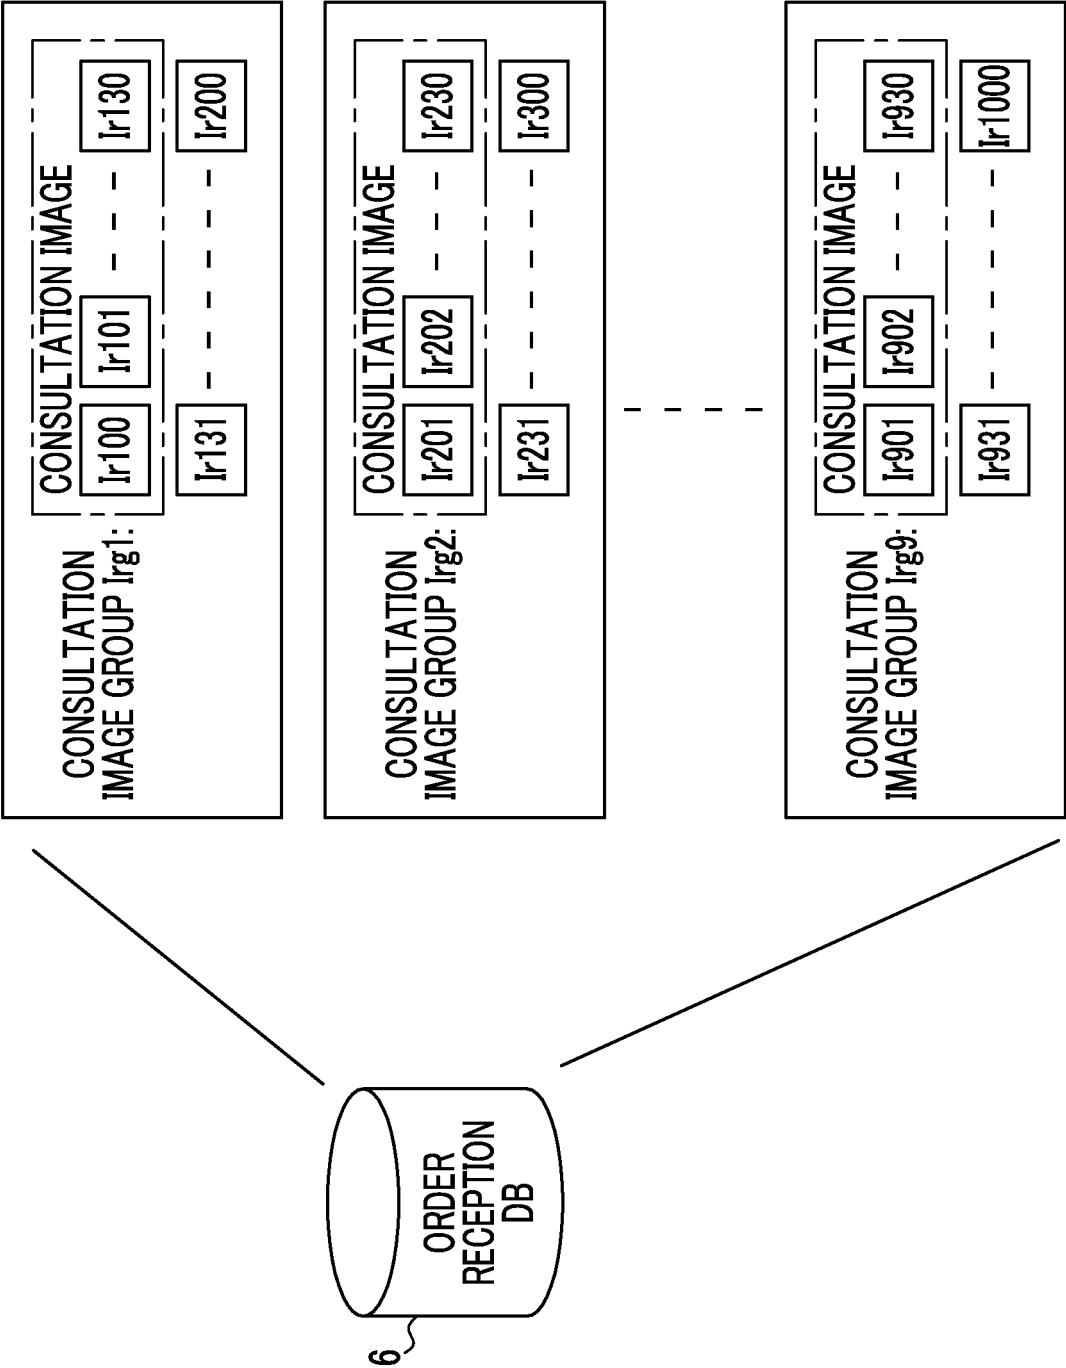 CONSULTATION
IMAGE GROUP Irg1:
CONSULTATION IMAGE
Ir100 Ir101 Ir130
Ir131 Ir200
CONSULTATION
IMAGE GROUP Irg2:
CONSULTATION IMAGE
Ir201 Ir202 Ir230
Ir231 Ir300
CONSULTATION
IMAGE GROUP Irg9:
CONSULTATION IMAGE
Ir901 Ir902 Ir930
Ir931 Ir1000
6
ORDER
RECEPTION
DB